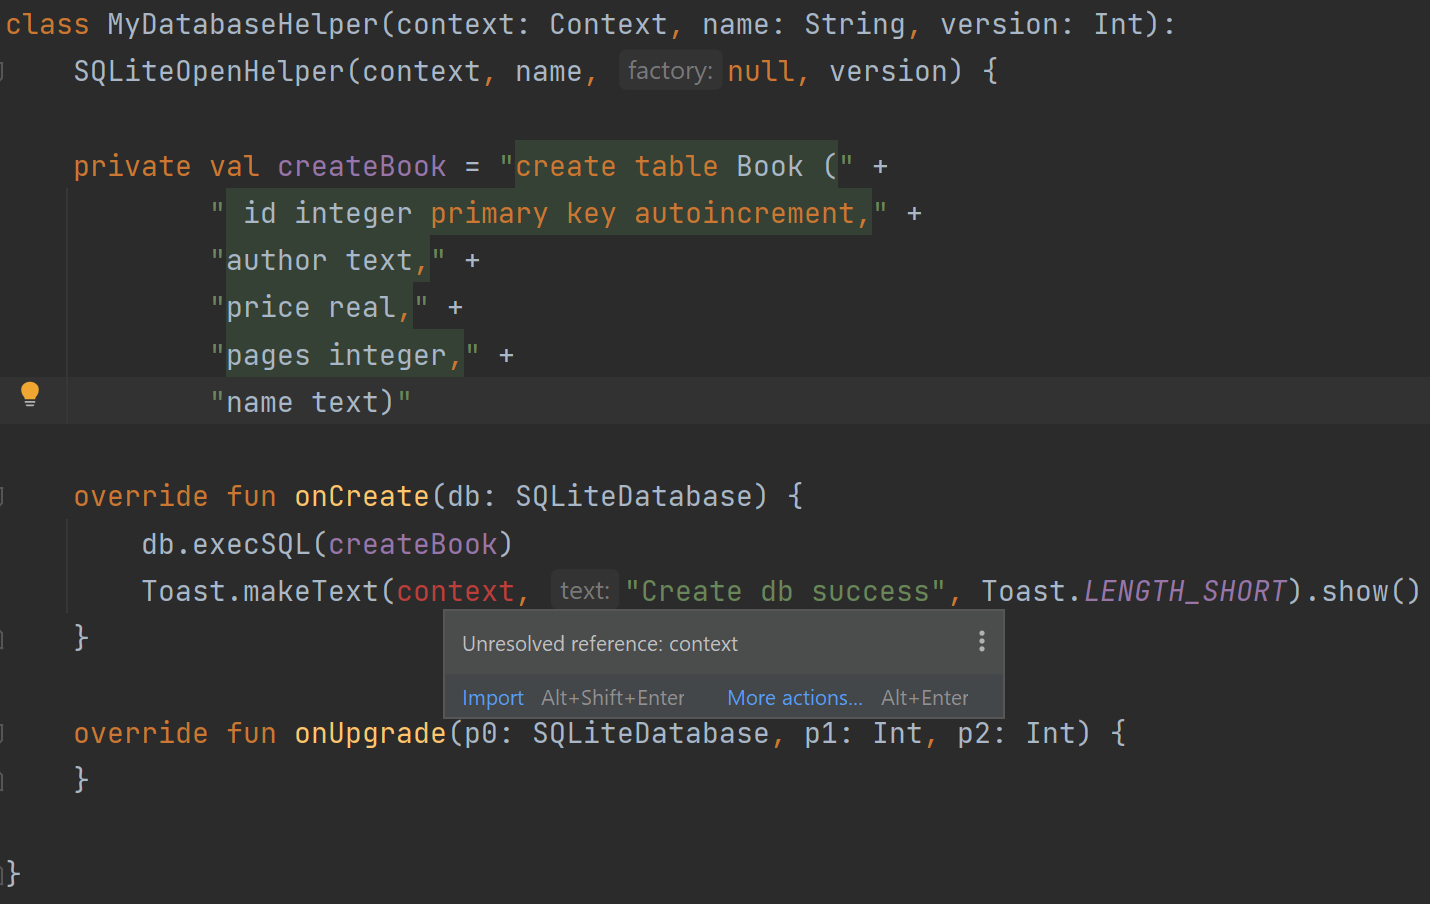 class MyDatabaseHelper(context: Context, name: String, version: Int):
SQLiteOpenHelper(context, name, factory: null, version) {
private val createBook = "create table Book (" +
" id integer primary key autoincrement," +
"author text," +
"price real," +
"pages integer," +
"name text)"
override fun onCreate(db: SQLiteDatabase) {
db.execSQL(createBook)
Toast.makeText(context, text: "Create db success", Toast.LENGTH_SHORT).show()
}
Unresolved reference: context
Import Alt+Shift+Enter More actions... Alt+Enter
override fun onUpgrade(p0: SQLiteDatabase, p1: Int, p2: Int) {
}
}